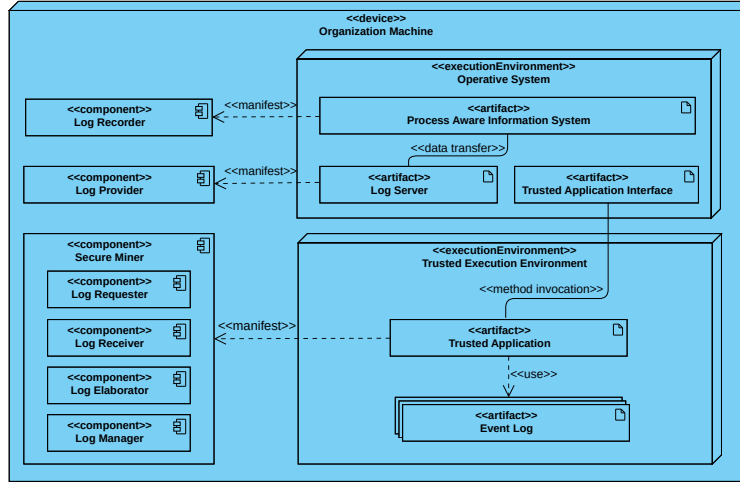 <<device>>
Organization Machine
<<executionEnvironment>>
Operative System
<<component>>
Log Recorder
<<manifest>>
<<artifact>>
Process Aware Information System
<<data transfer>>
<<component>>
Log Provider
<<manifest>>
<<artifact>>
Log Server
<<artifact>>
Trusted Application Interface
<<component>>
Secure Miner
<<executionEnvironment>>
Trusted Execution Environment
<<component>>
Log Requester
<<method invocation>>
<<component>>
Log Receiver
<<manifest>>
<<artifact>>
Trusted Application
<<component>>
Log Elaborator
<<use>>
<<component>>
Log Manager
<<artifact>>
Event Log